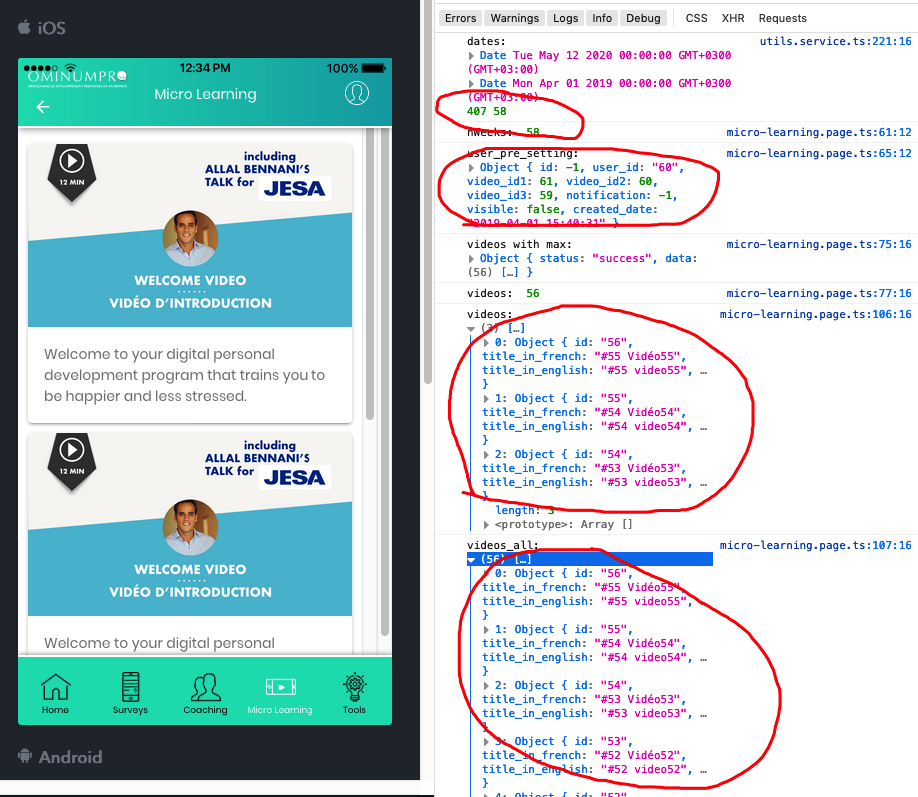 iOS
12:34 PM
100%
OMINUMPRO
PROGRAMME DE DÉVELOPPEMENT PERSONNEL EN ENTREPRISE
Micro Learning
12 MIN
including
ALLAL BENNANI'S
TALK for JESA
WELCOME VIDEO
VIDÉO D'INTRODUCTION
Welcome to your digital personal
development program that trains you to
be happier and less stressed.
12 MIN
including
ALLAL BENNANI'S
TALK for JESA
WELCOME VIDEO
VIDÉO D'INTRODUCTION
Welcome to your digital personal
Home
Surveys
Coaching
Micro Learning
Tools
Android
Errors Warnings Logs Info Debug CSS XHR Requests
dates: utils.service.ts:221:16
Date Tue May 12 2020 00:00:00 GMT+0300
(GMT+03:00)
Date Mon Apr 01 2019 00:00:00 GMT+0300
(GMT+03:00)
407 58
nWeeks: 58 micro-learning.page.ts:61:12
user_pre_setting: micro-learning.page.ts:65:12
Object { id: −1, user_id: "60",
video_id1: 61, video_id2: 60,
video_id3: 59, notification: −1,
visible: false, created_date:
"2019-04-01 15:40:31" }
videos with max: micro-learning.page.ts:75:16
Object { status: "success", data:
(56) […] }
videos: 56 micro-learning.page.ts:77:16
videos: micro-learning.page.ts:106:16
(3) […]
0: Object { id: "56",
title_in_french: "#55 Vidéo55",
title_in_english: "#55 video55", …
}
1: Object { id: "55",
title_in_french: "#54 Vidéo54",
title_in_english: "#54 video54", …
}
2: Object { id: "54",
title_in_french: "#53 Vidéo53",
title_in_english: "#53 video53", …
}
length: 3
<prototype>: Array []
videos_all: micro-learning.page.ts:107:16
(56) […]
0: Object { id: "56",
title_in_french: "#55 Vidéo55",
title_in_english: "#55 video55", …
}
1: Object { id: "55",
title_in_french: "#54 Vidéo54",
title_in_english: "#54 video54", …
}
2: Object { id: "54",
title_in_french: "#53 Vidéo53",
title_in_english: "#53 video53", …
}
3: Object { id: "53",
title_in_french: "#52 Vidéo52",
title_in_english: "#52 video52", …
}
4: Object { id: "52",